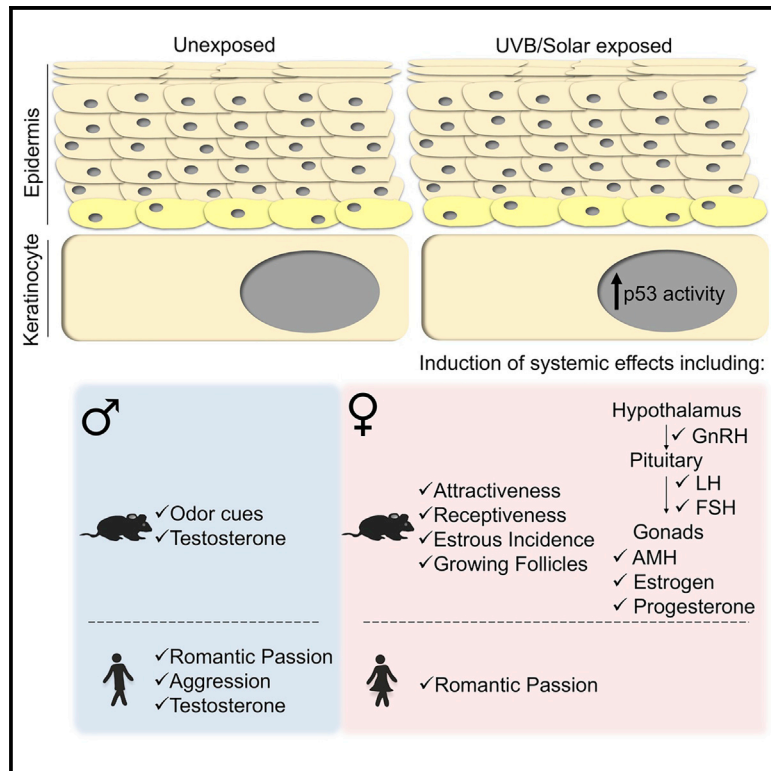 Unexposed
UVB/Solar exposed
Epidermis
Keratinocyte
p53 activity
Induction of systemic effects including:
♂
✓Odor cues
✓Testosterone
✓Romantic Passion
✓Aggression
✓Testosterone
♀
✓Attractiveness
✓Receptiveness
✓Estrous Incidence
✓Growing Follicles
Hypothalamus
✓ GnRH
Pituitary
✓ LH
✓ FSH
Gonads
✓ AMH
✓ Estrogen
✓ Progesterone
✓Romantic Passion